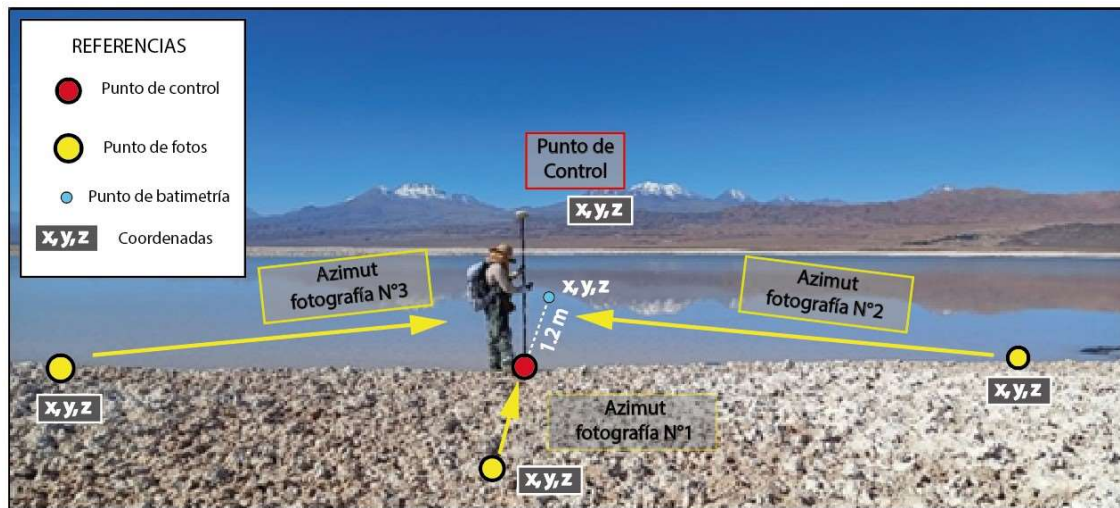 REFERENCIAS
Punto de control
Punto de fotos
Punto de batimetría
x,y,z Coordenadas
Punto de
Control
x,y,z
Azimut
fotografía N°3
x,y,z
1.2 m
Azimut
fotografía N°2
x,y,z
x,y,z
Azimut
fotografía N°1
x,y,z